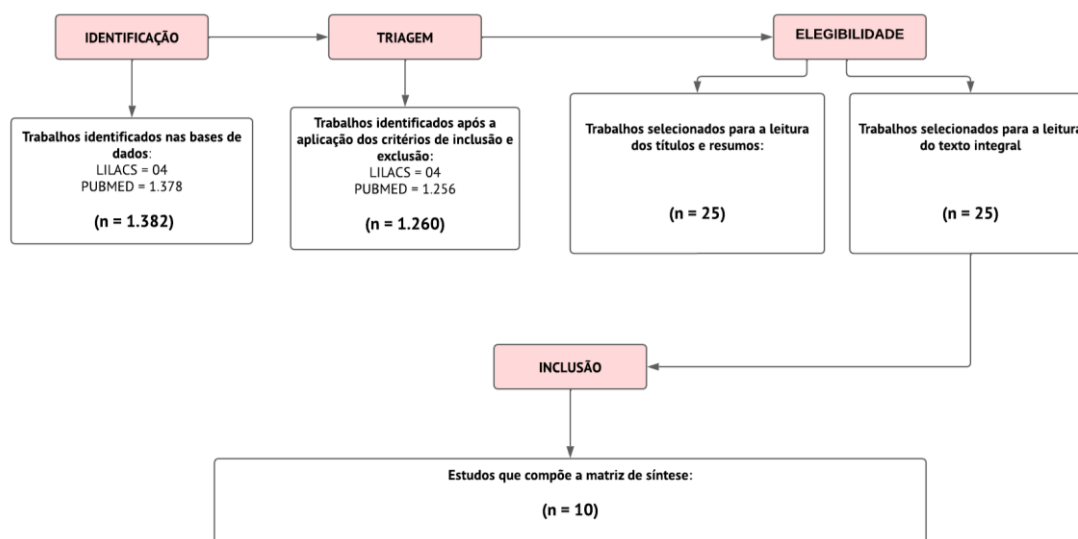 IDENTIFICAÇÃO
TRIAGEM
ELEGIBILIDADE
Trabalhos identificados nas bases de
dados:
LILACS = 04
PUBMED = 1.378
(n = 1.382)
Trabalhos identificados após a
aplicação dos critérios de inclusão e
exclusão:
LILACS = 04
PUBMED = 1.256
(n = 1.260)
Trabalhos selecionados para a leitura
dos títulos e resumos:
(n = 25)
Trabalhos selecionados para a leitura
do texto integral
(n = 25)
INCLUSÃO
Estudos que compõe a matriz de síntese:
(n = 10)